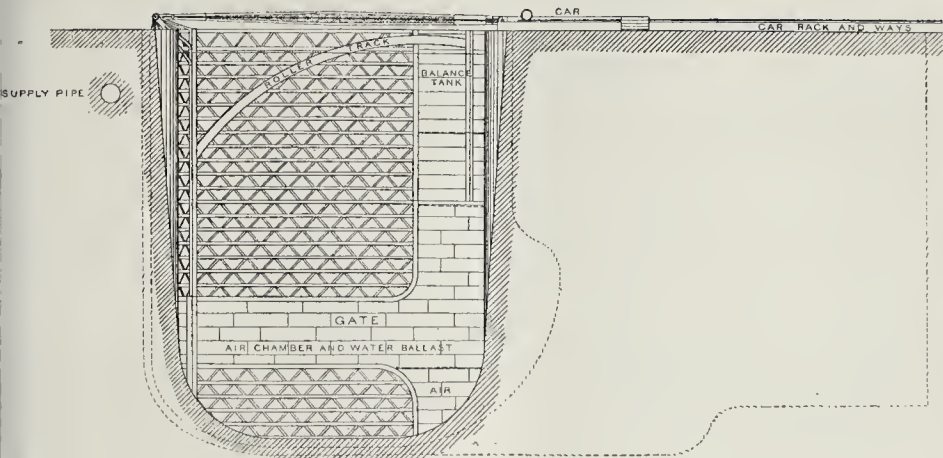 CAR
CAR RACK AND WAYS
ROLLER TRACK
BALANCE
TANK
SUPPLY PIPE
GATE
AIR CHAMBER AND WATER BALLAST
AIR